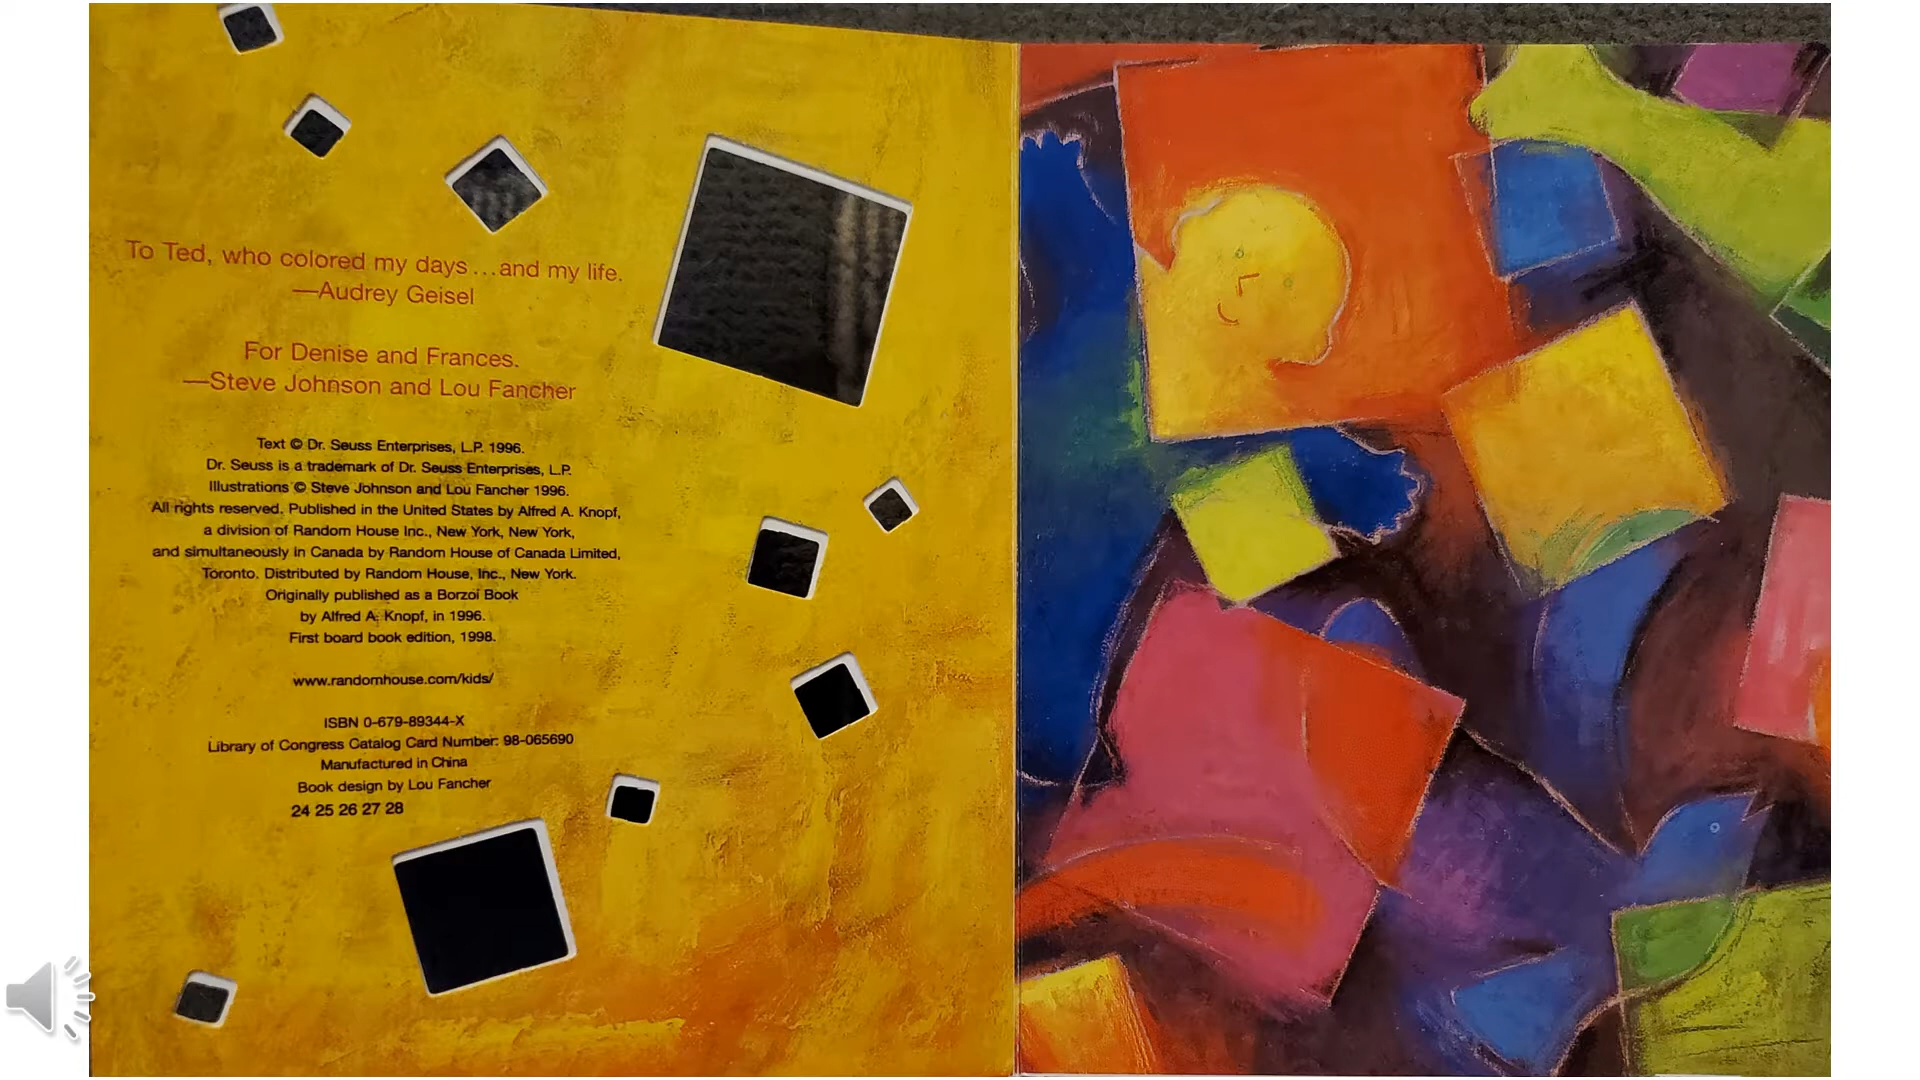 To Ted, who colored my days...and my life.
—Audrey Geisel
For Denise and Frances.
—Steve Johnson and Lou Fancher
Text © Dr. Seuss Enterprises, L.P. 1996.
Dr. Seuss is a trademark of Dr. Seuss Enterprises, L.P.
Illustrations © Steve Johnson and Lou Fancher 1996.
All rights reserved. Published in the United States by Alfred A. Knopf,
a division of Random House Inc., New York, New York,
and simultaneously in Canada by Random House of Canada Limited,
Toronto. Distributed by Random House, Inc., New York.
Originally published as a Borzoi Book
by Alfred A. Knopf, in 1996.
First board book edition, 1998.
www.randomhouse.com/kids/
ISBN 0-679-89344-X
Library of Congress Catalog Card Number: 98-065690
Manufactured in China
Book design by Lou Fancher
24 25 26 27 28